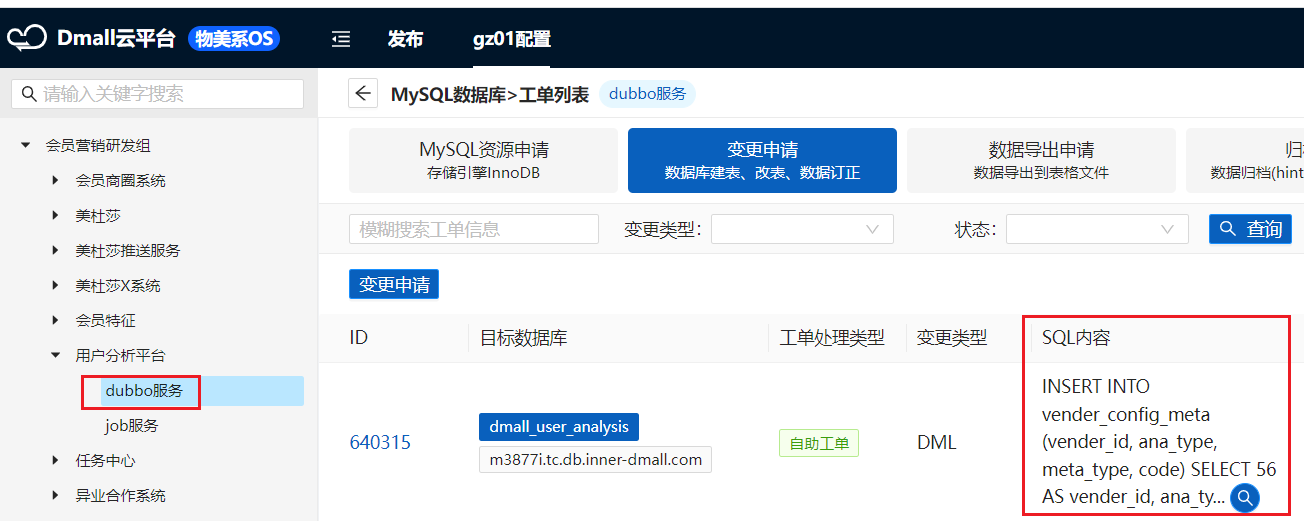 Dmall云平台 物美系OS 发布 gz01配置
请输入关键字搜索
会员营销研发组
会员商圈系统
美杜莎
美杜莎推送服务
美杜莎X系统
会员特征
用户分析平台
dubbo服务
job服务
任务中心
异业合作系统
MySQL数据库>工单列表 dubbo服务
MySQL资源申请
存储引擎InnoDB
变更申请
数据库建表、改表、数据订正
数据导出申请
数据导出到表格文件
数据归档(hint
模糊搜索工单信息 变更类型: 状态: 查询
变更申请
ID 目标数据库 工单处理类型 变更类型 SQL内容
640315
dmall_user_analysis
m3877i.tc.db.inner-dmall.com
自助工单
DML
INSERT INTO
vender_config_meta
(vender_id, ana_type,
meta_type, code) SELECT 56
AS vender_id, ana_ty...